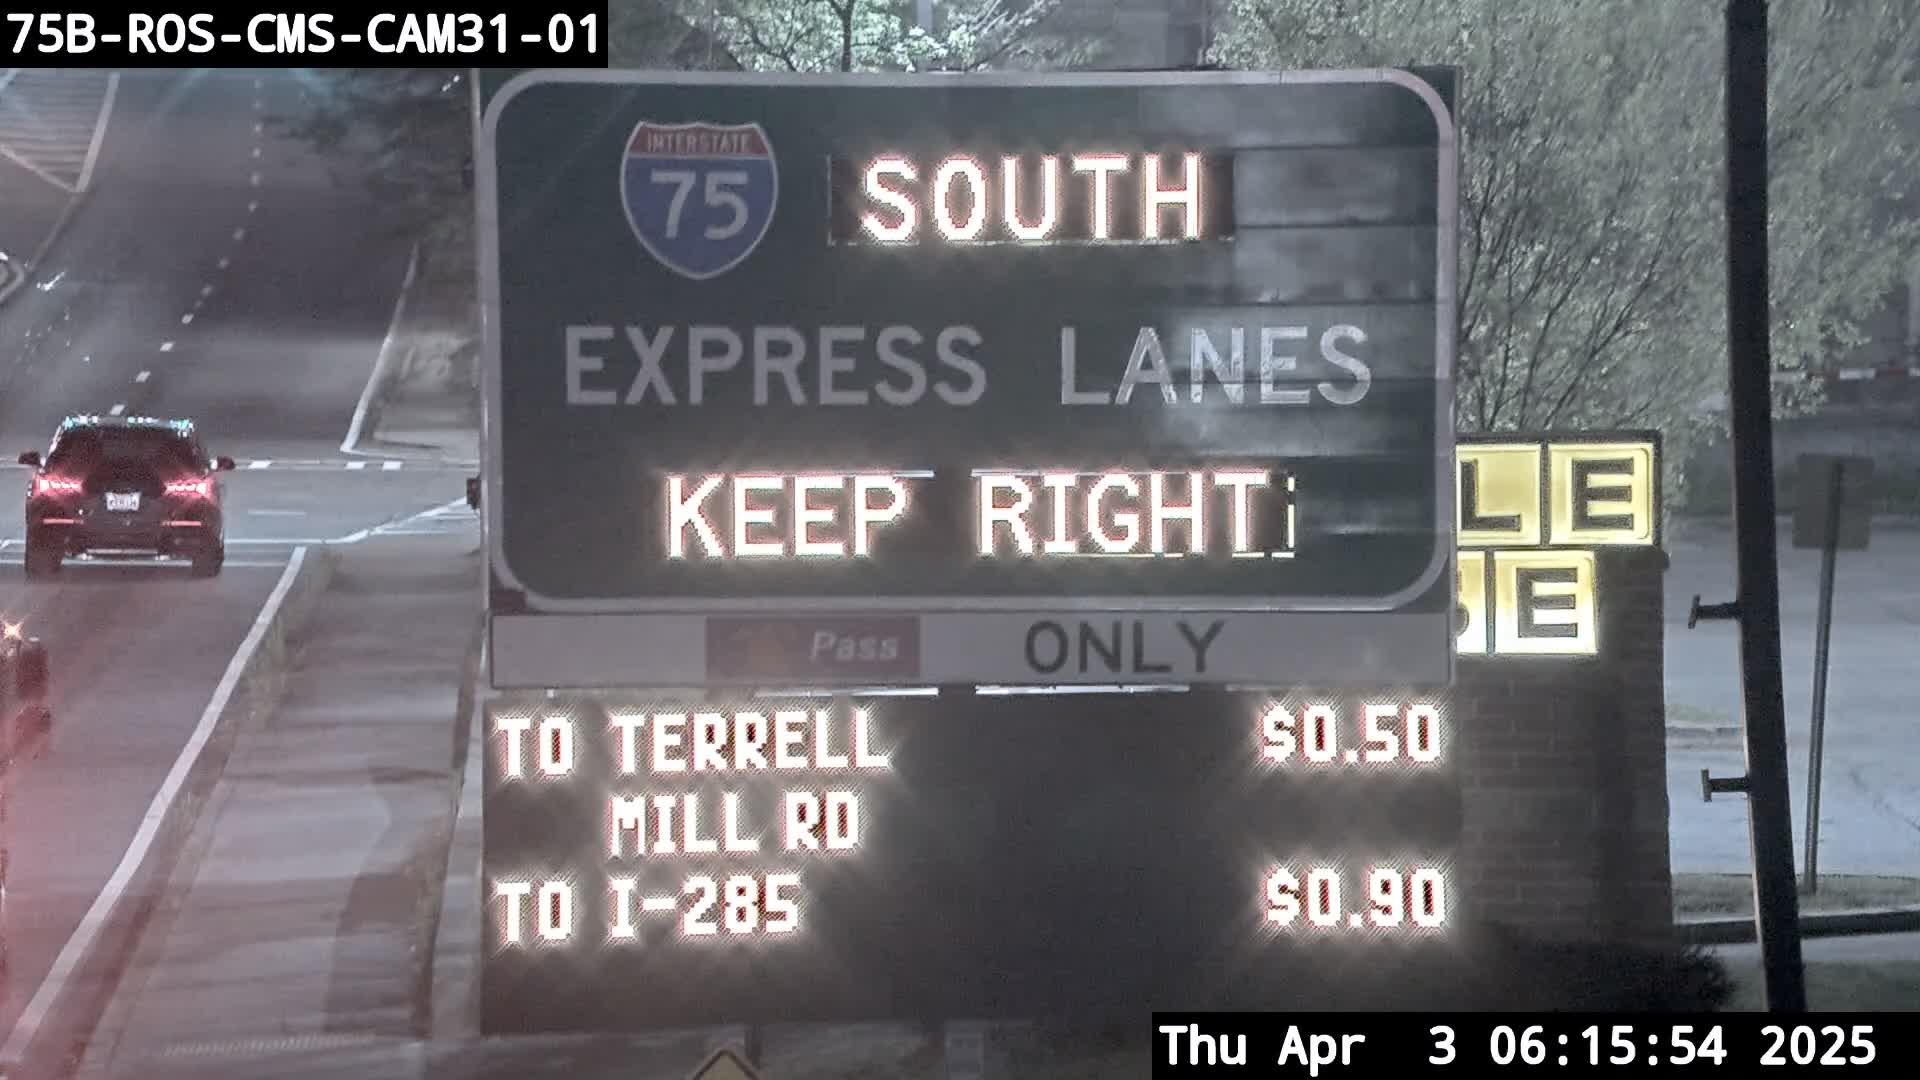 75B-ROS-CMS-CAM31-01
INTERSTATE
75
SOUTH
EXPRESS LANES
KEEP RIGHT
Pass ONLY
TO TERRELL $0.50
MILL RD
TO I-285 $0.90
LE
E
Thu Apr 3 06:15:54 2025